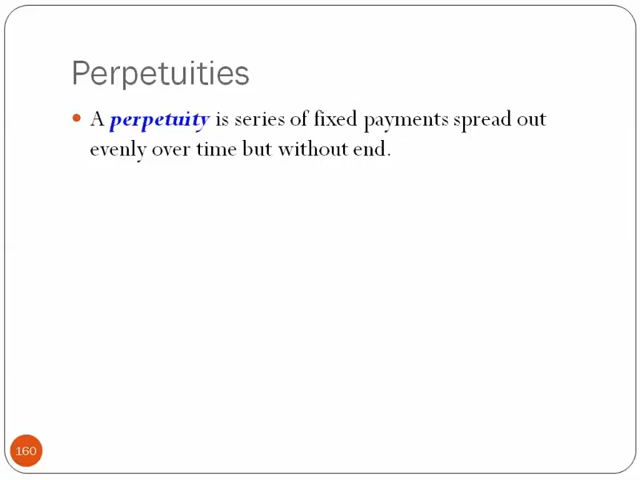 Perpetuities
• A perpetuity is series of fixed payments spread out
evenly over time but without end.
160